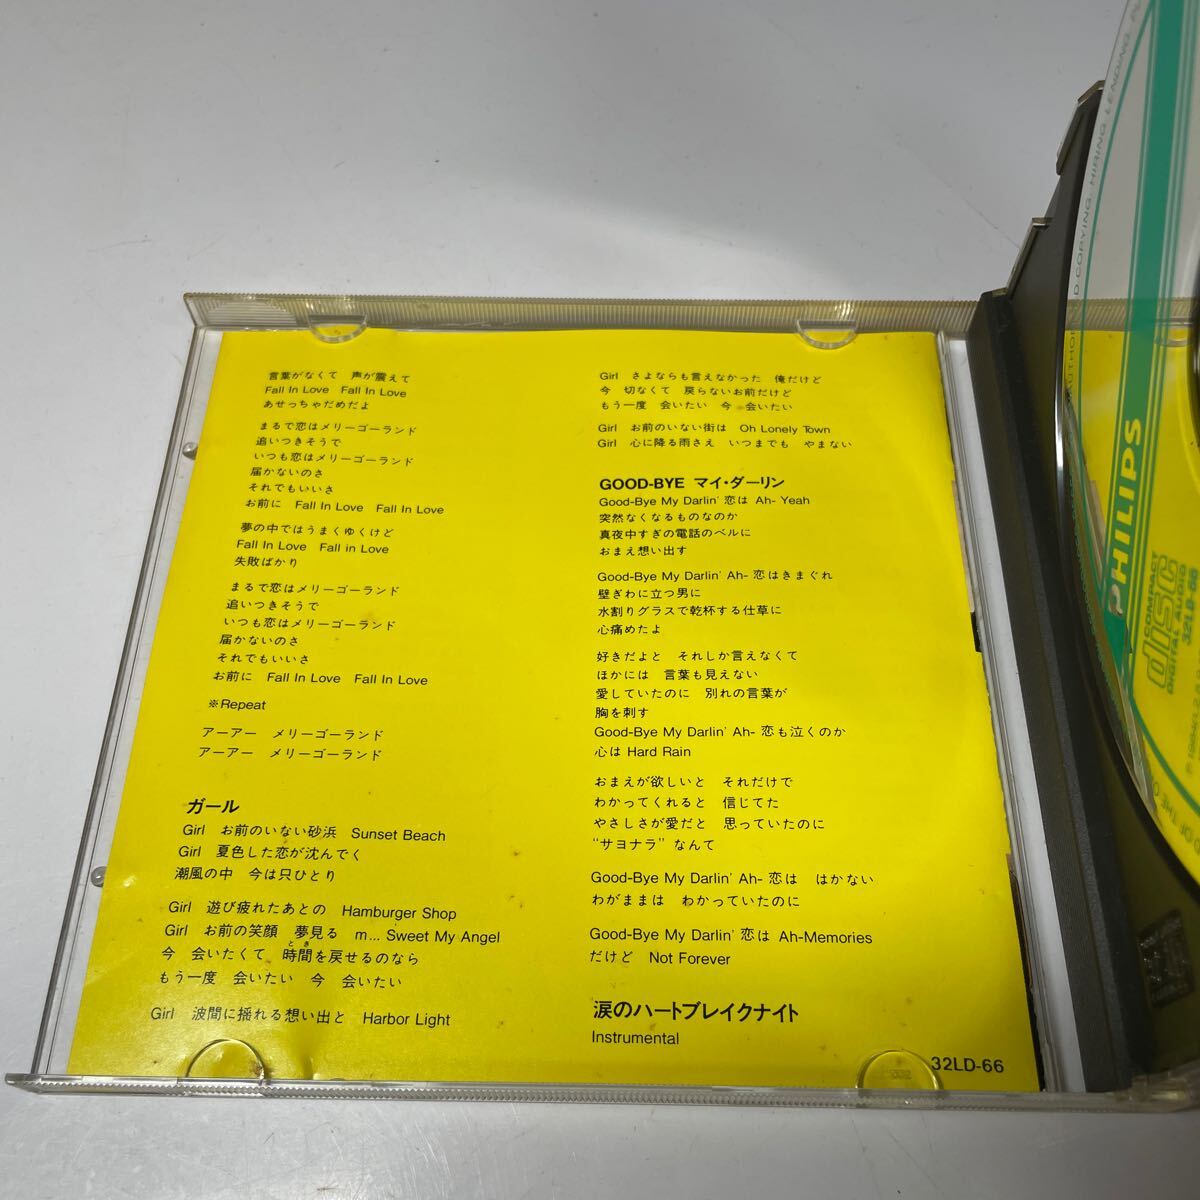 言葉がなくて 声が震えて
Fall In Love Fall In Love
あせっちゃだめだよ
まるで恋はメリーゴーランド
追いつきそうで
いつも恋はメリーゴーランド
届かないのさ
それでもいいさ
お前に Fall In Love Fall In Love
夢の中ではうまくゆくけど
Fall In Love Fall in Love
失敗ばかり
まるで恋はメリーゴーランド
追いつきそうで
いつも恋はメリーゴーランド
届かないのさ
それでもいいさ
お前に Fall In Love Fall In Love
※Repeat
アーアー メリーゴーランド
アーアー メリーゴーランド
ガール
Girl お前のいない砂浜 Sunset Beach
Girl 夏色した恋が沈んでく
潮風の中 今は只ひとり
Girl 遊び疲れたあとの Hamburger Shop
Girl お前の笑顔 夢見る m… Sweet My Angel
とき
今 会いたくて 時間を戻せるのなら
もう一度 会いたい 今 会いたい
Girl 波間に揺れる想い出と Harbor Light
Girl さよならも言えなかった 俺だけど
今 切なくて 戻らないお前だけど
もう一度 会いたい 今 会いたい
Girl お前のいない街は Oh Lonely Town
Girl 心に降る雨さえ いつまでも やまない
GOOD-BYE マイ・ダーリン
Good-Bye My Darlin' 恋は Ah- Yeah
突然なくなるものなのか
真夜中すぎの電話のベルに
おまえ想い出す
Good-Bye My Darlin' Ah- 恋はきまぐれ
壁ぎわに立つ男に
水割りグラスで乾杯する仕草に
心痛めたよ
好きだよと それしか言えなくて
ほかには 言葉も見えない
愛していたのに 別れの言葉が
胸を刺す
Good-Bye My Darlin' Ah- 恋も泣くのか
心は Hard Rain
おまえが欲しいと それだけで
わかってくれると 信じてた
やさしさが愛だと 思っていたのに
“サヨナラ”なんて
Good-Bye My Darlin' Ah- 恋は はかない
わがままは わかっていたのに
Good-Bye My Darlin' 恋は Ah-Memories
だけど Not Forever
涙のハートブレイクナイト
Instrumental
32LD-66
PHILIPS
COMPACT
disc
DIGITAL AUDIO
D COPYING, HIRING, LENDING,